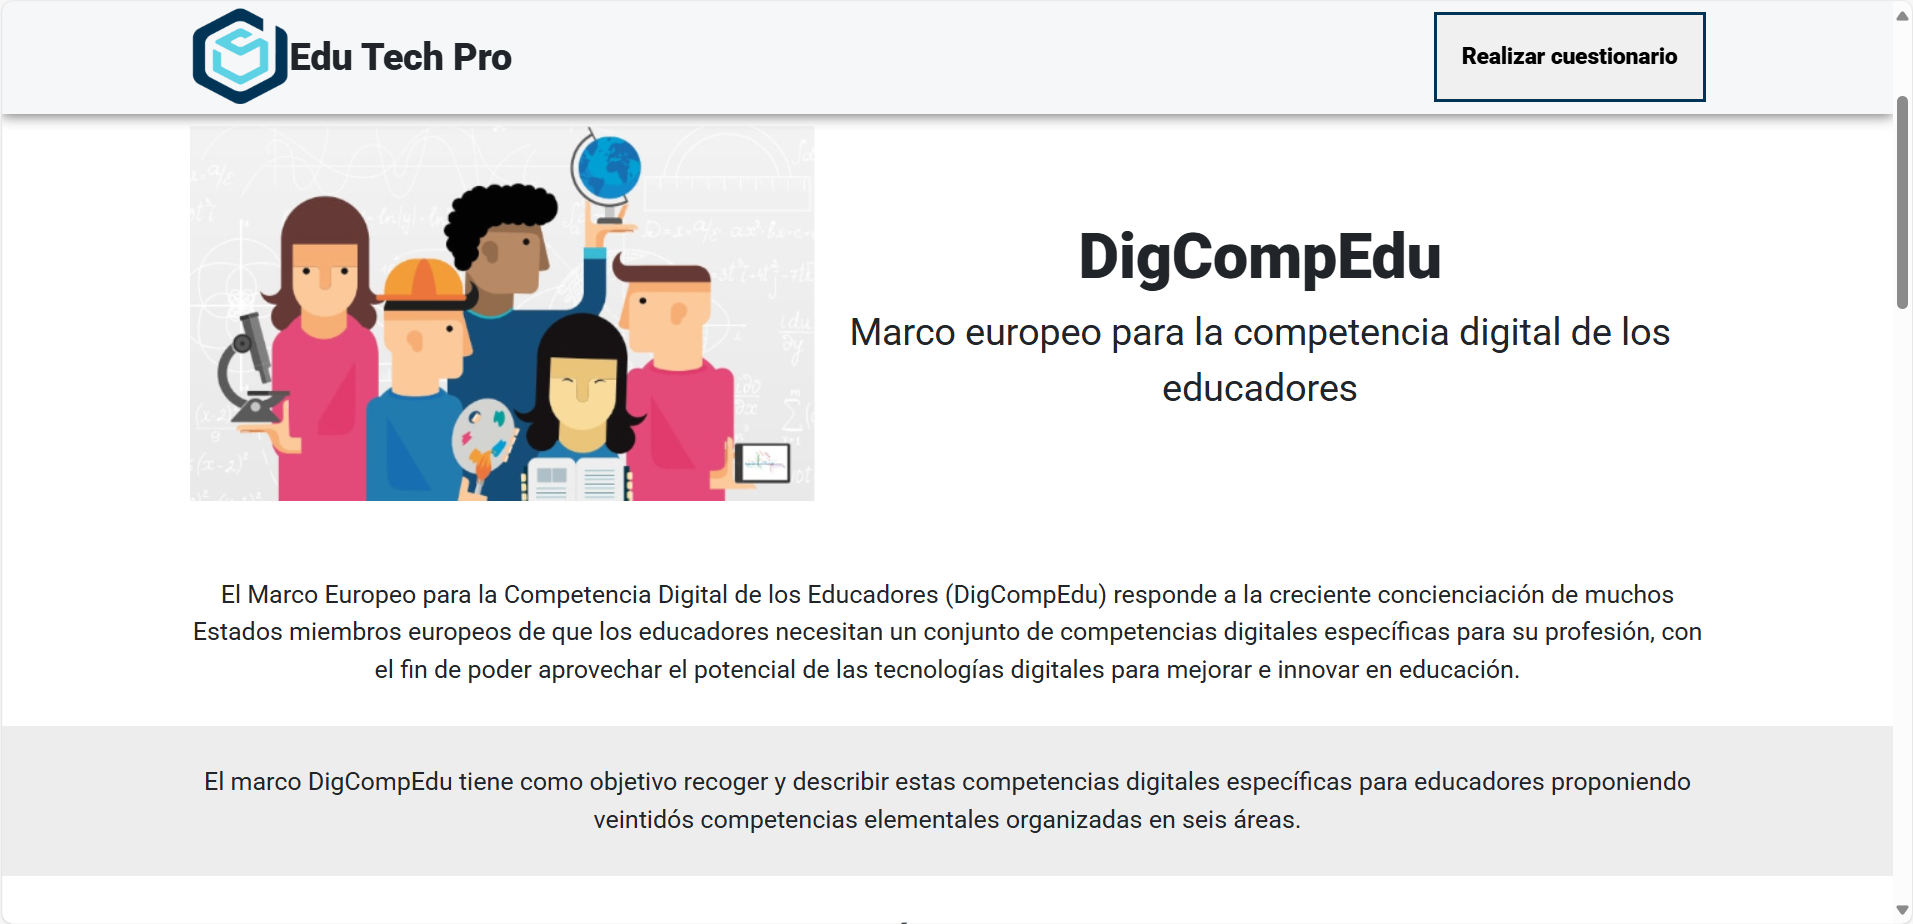 Edu Tech Pro
Realizar cuestionario
DigCompEdu
Marco europeo para la competencia digital de los
educadores
El Marco Europeo para la Competencia Digital de los Educadores (DigCompEdu) responde a la creciente concienciación de muchos
Estados miembros europeos de que los educadores necesitan un conjunto de competencias digitales específicas para su profesión, con
el fin de poder aprovechar el potencial de las tecnologías digitales para mejorar e innovar en educación.
El marco DigCompEdu tiene como objetivo recoger y describir estas competencias digitales específicas para educadores proponiendo
veintidós competencias elementales organizadas en seis áreas.